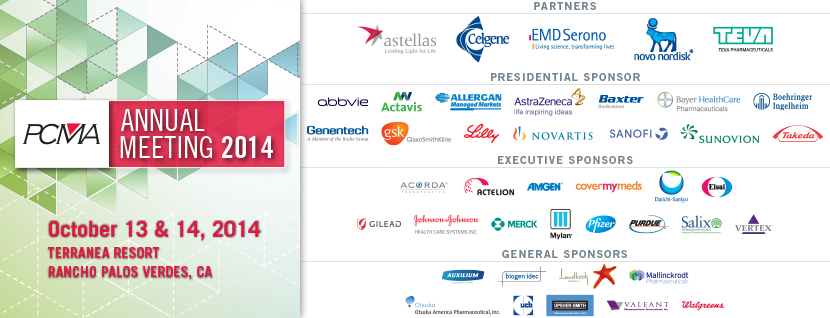 PCMA
ANNUAL
MEETING 2014
October 13 & 14, 2014
TERRANEA RESORT
RANCHO PALOS VERDES, CA
PARTNERS
astellas
Leading Light for Life
Celgene
EMD Serono
Living science, transforming lives
novo nordisk®
TEVA
TEVA PHARMACEUTICALS
PRESIDENTIAL SPONSOR
abbvie
Actavis
ALLERGAN
Managed Markets
AstraZeneca
life inspiring ideas
Baxter
BioScience
Bayer HealthCare
Pharmaceuticals
Boehringer
Ingelheim
Genentech
A Member of the Roche Group
gsk
GlaxoSmithKline
Lilly
NOVARTIS
SANOFI
SUNOVION
Takeda
EXECUTIVE SPONSORS
ACORDA
THERAPEUTICS
ACTELION
AMGEN
covermymeds
Daiichi-Sankyo
Eisai
GILEAD
Johnson & Johnson
HEALTH CARE SYSTEMS INC.
MERCK
Mylan
Pfizer
PURDUE
Salix
VERTEX
GENERAL SPONSORS
AUXILIUM
biogen idec
Lundbeck
Mallinckrodt
Pharmaceuticals
Otsuka
Otsuka America Pharmaceutical, Inc.
ucb
UPSHER-SMITH
VALEANT
Pharmaceuticals International, Inc.
Walgreens